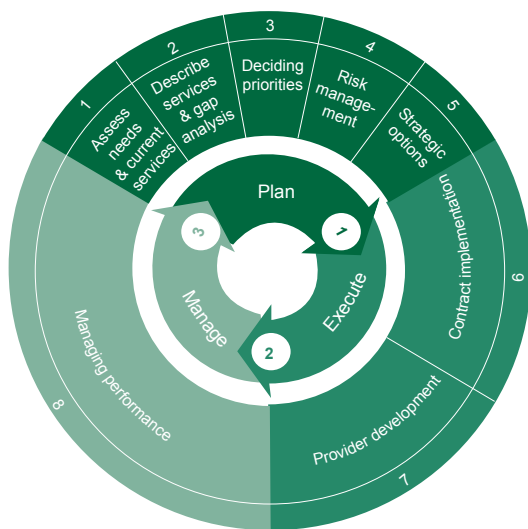 1
Assess
needs
& current
services
2
Describe
services
& gap
analysis
3
Deciding
priorities
4
Risk
manage-
ment
5
Strategic
options
6
Contract implementation
7
Provider development
8
Managing performance
Plan
1
Execute
2
Manage
3